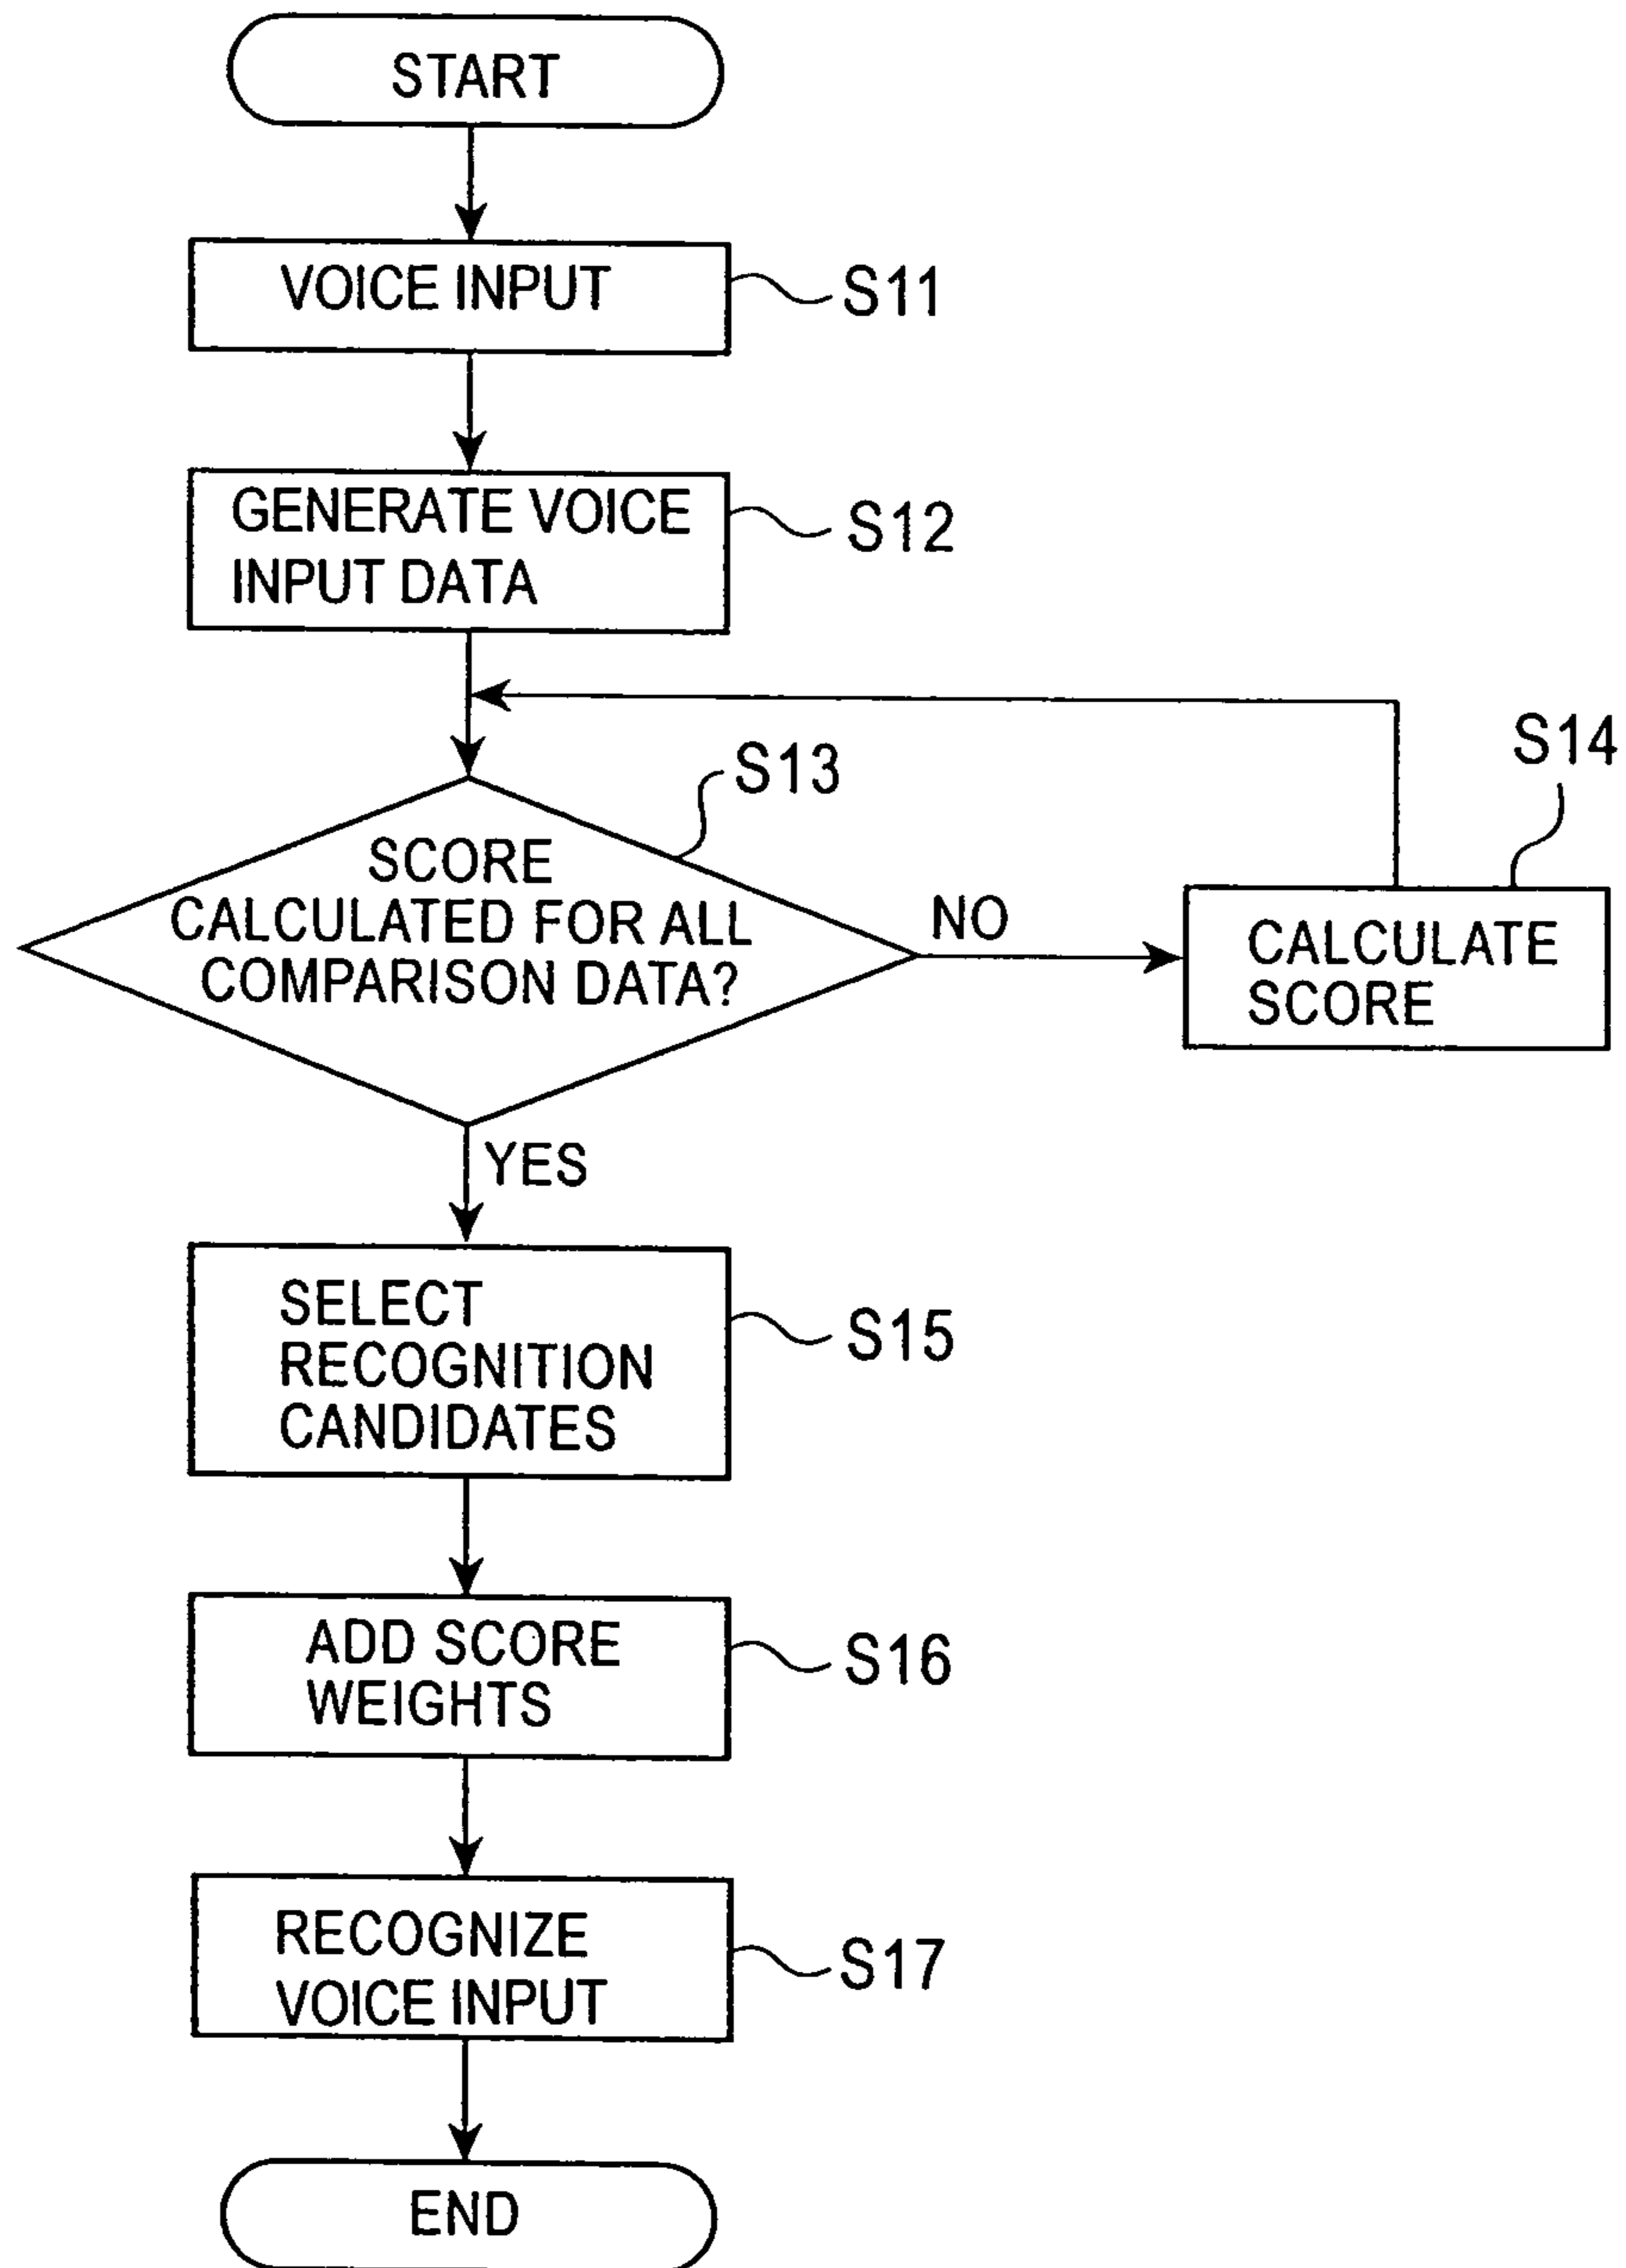 START
VOICE INPUT
S11
GENERATE VOICE
INPUT DATA
S12
S13
SCORE
CALCULATED FOR ALL
COMPARISON DATA?
NO
S14
CALCULATE
SCORE
YES
SELECT
RECOGNITION
CANDIDATES
S15
ADD SCORE
WEIGHTS
S16
RECOGNIZE
VOICE INPUT
S17
END